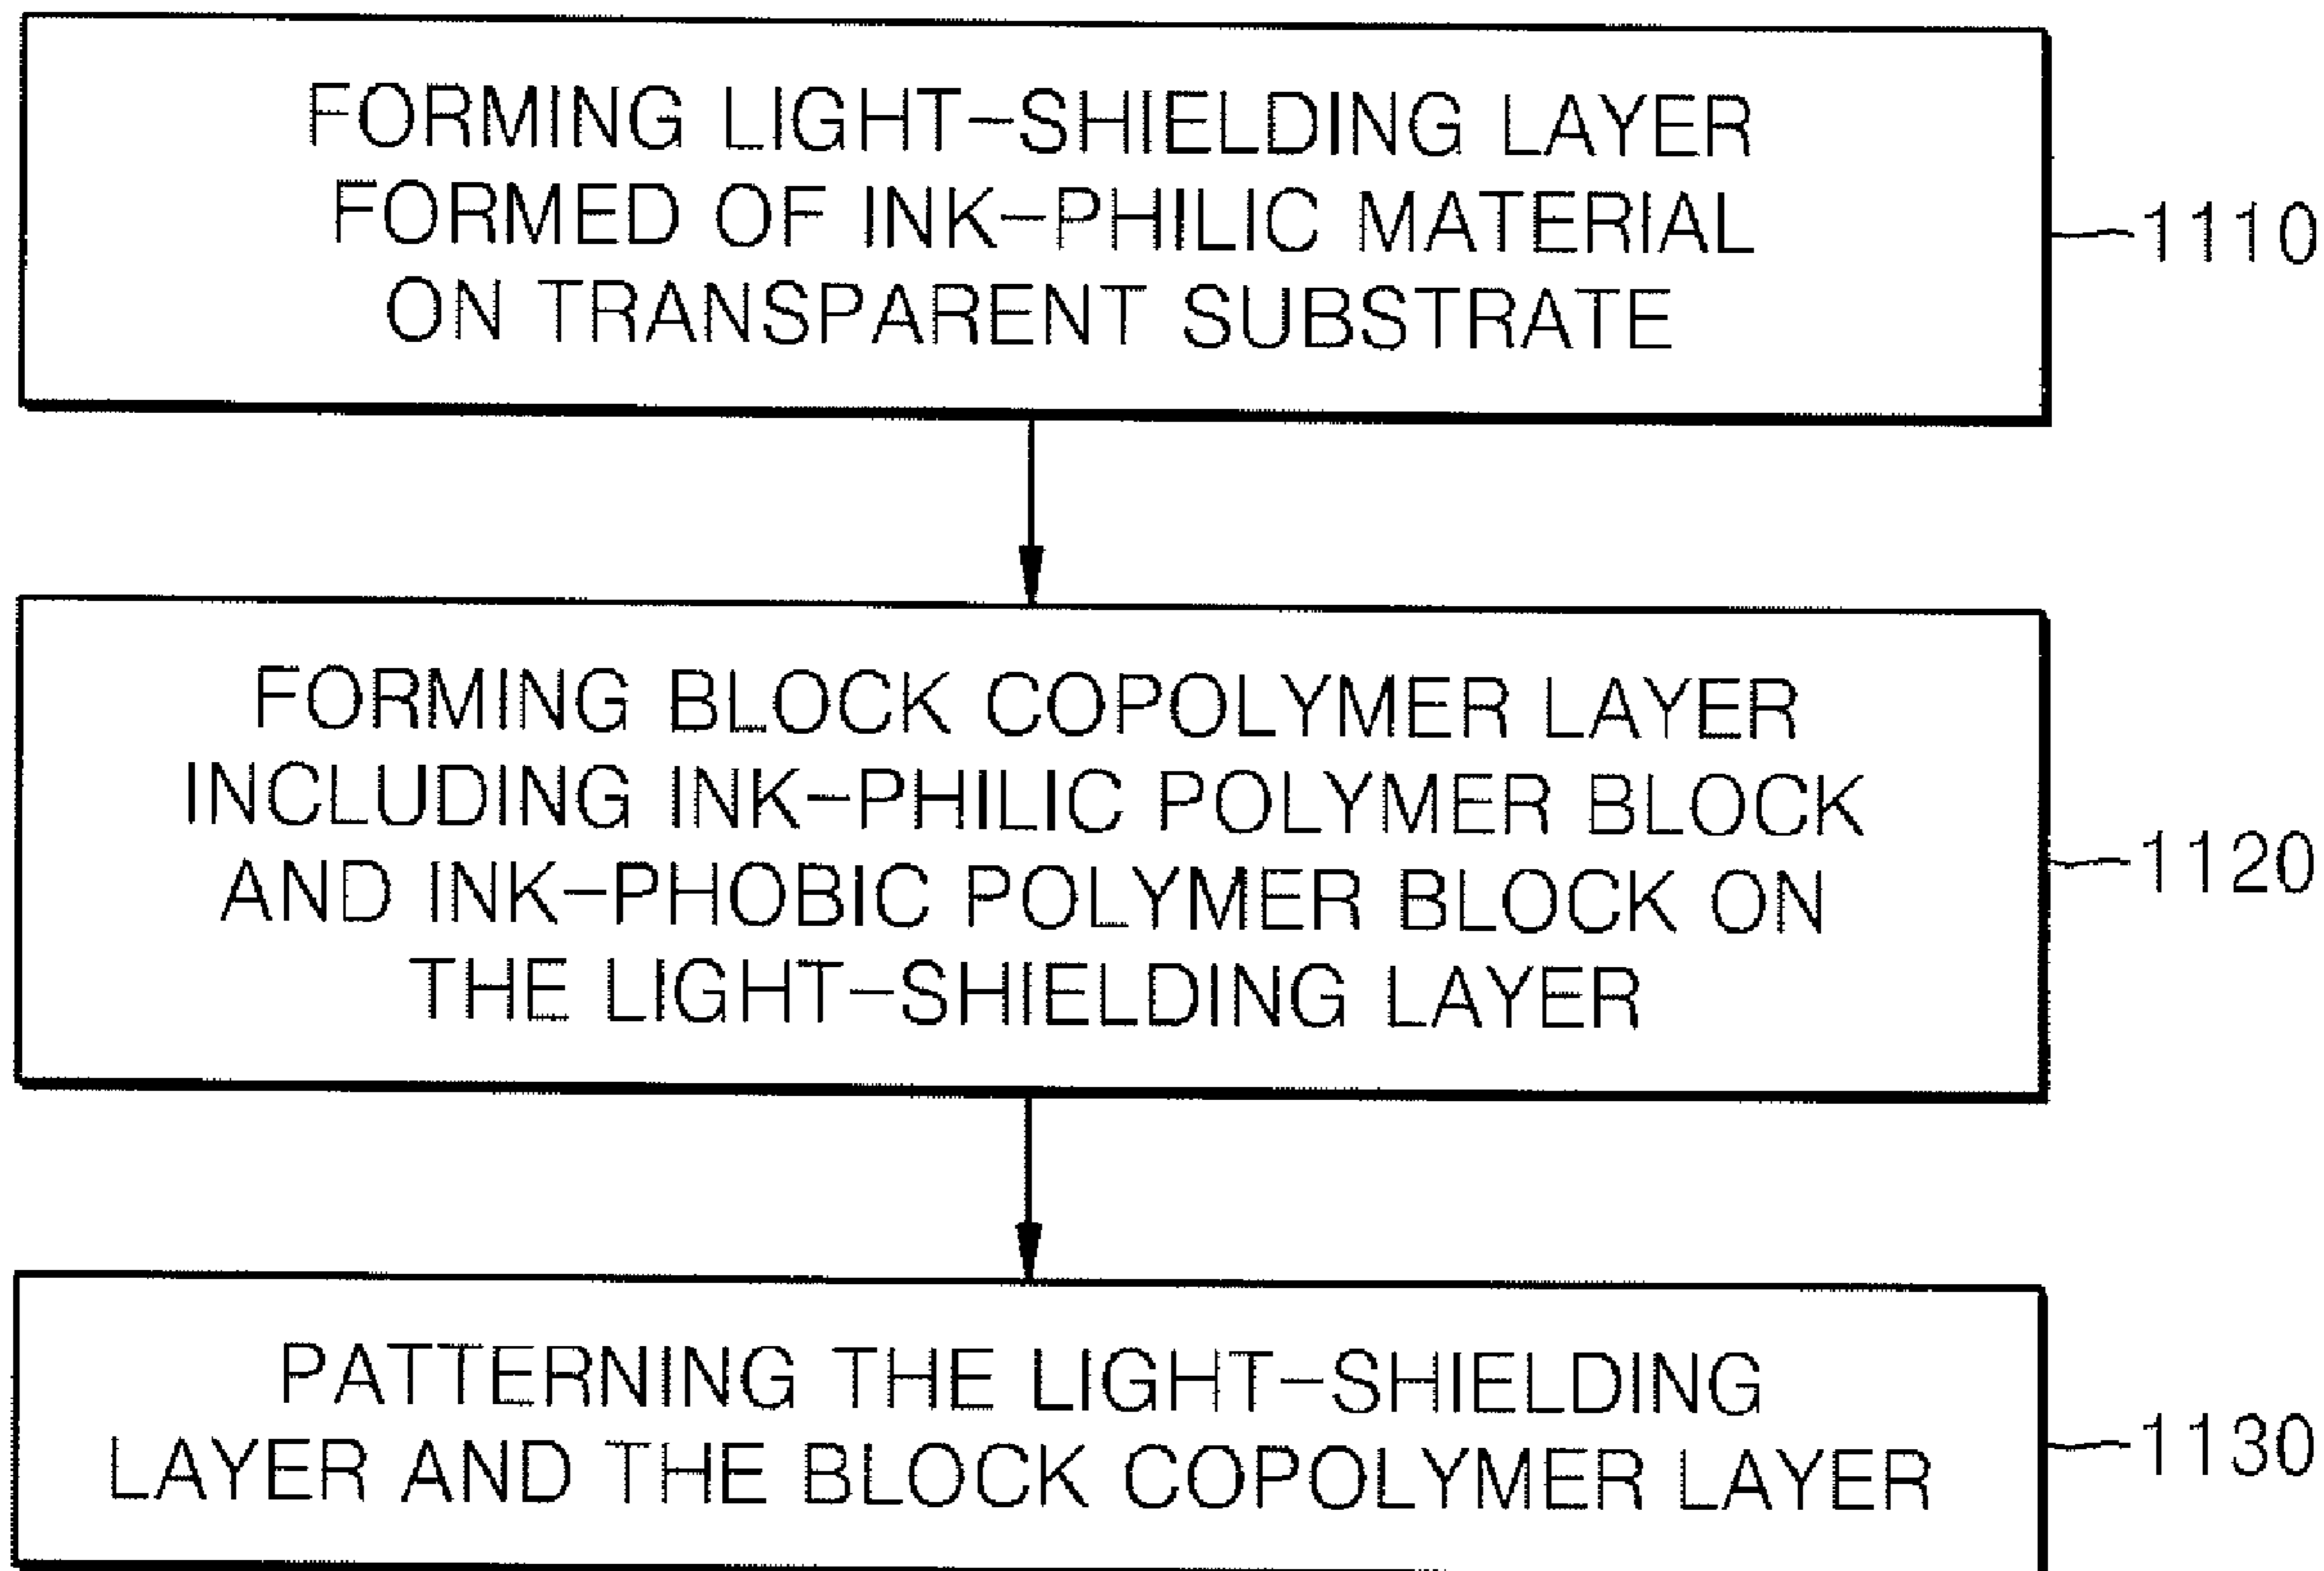 FORMING LIGHT-SHIELDING LAYER
FORMED OF INK-PHILIC MATERIAL
ON TRANSPARENT SUBSTRATE
1110
FORMING BLOCK COPOLYMER LAYER
INCLUDING INK-PHILIC POLYMER BLOCK
AND INK-PHOBIC POLYMER BLOCK ON
THE LIGHT-SHIELDING LAYER
1120
PATTERNING THE LIGHT-SHIELDING
LAYER AND THE BLOCK COPOLYMER LAYER
1130